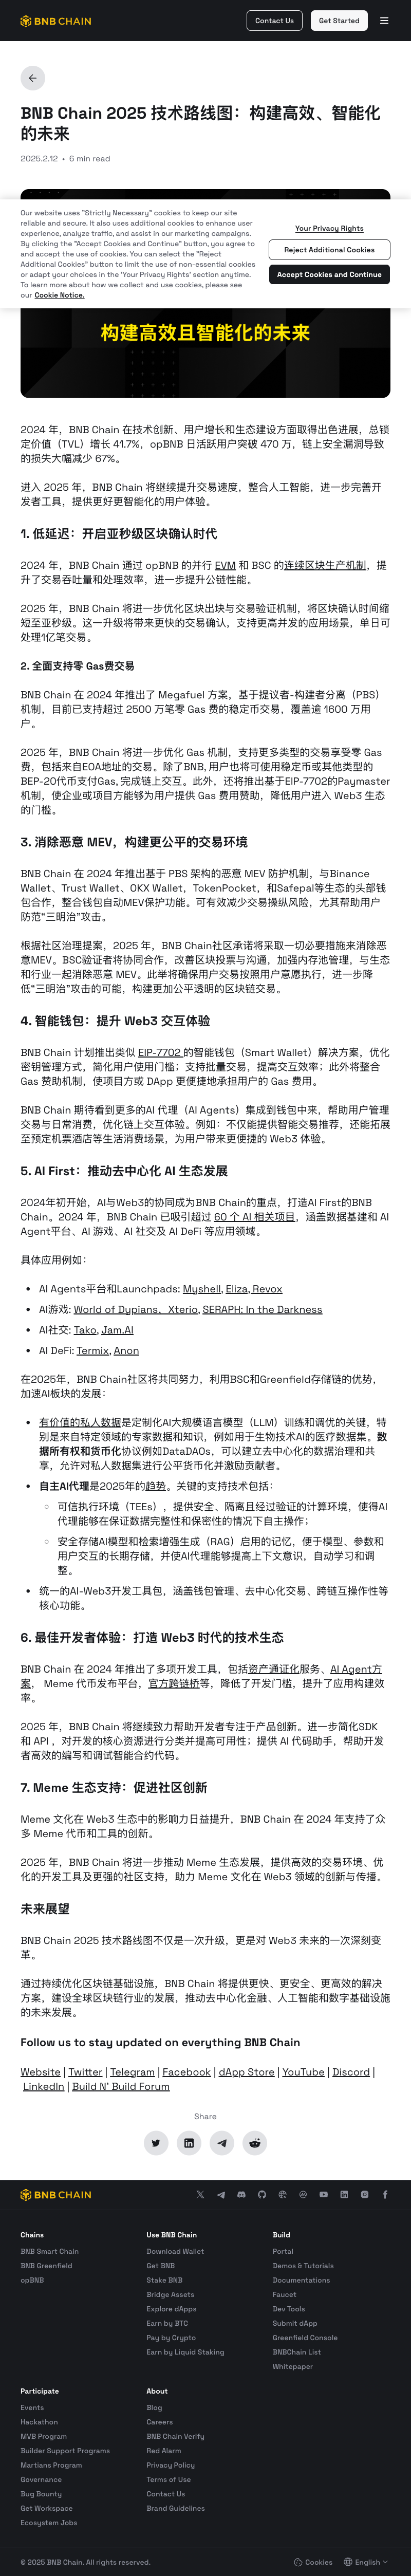 BNB CHAIN
Contact Us
Get Started
BNB Chain 2025 技术路线图：构建高效、智能化
的未来
2025.2.12 • 6 min read
Our website uses "Strictly Necessary" cookies to keep our site
reliable and secure. It also uses additional cookies to enhance user
experience, analyze traffic, and assist in our marketing campaigns.
By clicking the "Accept Cookies and Continue" button, you agree to
and accept the use of cookies. You can select the "Reject
Additional Cookies" button to limit the use of non-essential cookies
or adapt your choices in the 'Your Privacy Rights' section anytime.
To learn more about how we collect and use cookies, please see
our Cookie Notice.
Your Privacy Rights
Reject Additional Cookies
Accept Cookies and Continue
构建高效且智能化的未来
2024 年，BNB Chain 在技术创新、用户增长和生态建设方面取得出色进展，总锁
定价值（TVL）增长 41.7%，opBNB 日活跃用户突破 470 万，链上安全漏洞导致
的损失大幅减少 67%。
进入 2025 年，BNB Chain 将继续提升交易速度，整合人工智能，进一步完善开
发者工具，提供更好更智能化的用户体验。
1. 低延迟：开启亚秒级区块确认时代
2024 年，BNB Chain 通过 opBNB 的并行 EVM 和 BSC 的连续区块生产机制，提
升了交易吞吐量和处理效率，进一步提升公链性能。
2025 年，BNB Chain 将进一步优化区块出块与交易验证机制，将区块确认时间缩
短至亚秒级。这一升级将带来更快的交易确认，支持更高并发的应用场景，单日可
处理1亿笔交易。
2. 全面支持零 Gas费交易
BNB Chain 在 2024 年推出了 Megafuel 方案，基于提议者-构建者分离（PBS）
机制，目前已支持超过 2500 万笔零 Gas 费的稳定币交易，覆盖逾 1600 万用
户。
2025 年，BNB Chain 将进一步优化 Gas 机制，支持更多类型的交易享受零 Gas
费，包括来自EOA地址的交易。除了BNB, 用户也将可使用稳定币或其他类型的
BEP-20代币支付Gas, 完成链上交互。此外，还将推出基于EIP-7702的Paymaster
机制，使企业或项目方能够为用户提供 Gas 费用赞助，降低用户进入 Web3 生态
的门槛。
3. 消除恶意 MEV，构建更公平的交易环境
BNB Chain 在 2024 年推出基于 PBS 架构的恶意 MEV 防护机制，与Binance
Wallet、Trust Wallet、OKX Wallet，TokenPocket，和Safepal等生态的头部钱
包合作，整合钱包自动MEV保护功能。可有效减少交易操纵风险，尤其帮助用户
防范“三明治”攻击。
根据社区治理提案，2025 年，BNB Chain社区承诺将采取一切必要措施来消除恶
意MEV。BSC验证者将协同合作，改善区块投票与沟通，加强内存池管理，与生态
和行业一起消除恶意 MEV。此举将确保用户交易按照用户意愿执行，进一步降
低“三明治”攻击的可能，构建更加公平透明的区块链交易。
4. 智能钱包：提升 Web3 交互体验
BNB Chain 计划推出类似 EIP-7702 的智能钱包（Smart Wallet）解决方案，优化
密钥管理方式，简化用户使用门槛；支持批量交易，提高交互效率；此外将整合
Gas 赞助机制，使项目方或 DApp 更便捷地承担用户的 Gas 费用。
BNB Chain 期待看到更多的AI 代理（AI Agents）集成到钱包中来，帮助用户管理
交易与日常消费，优化链上交互体验。例如：不仅能提供智能交易推荐，还能拓展
至预定机票酒店等生活消费场景，为用户带来更便捷的 Web3 体验。
5. AI First：推动去中心化 AI 生态发展
2024年初开始，AI与Web3的协同成为BNB Chain的重点，打造AI First的BNB
Chain。2024 年，BNB Chain 已吸引超过 60 个 AI 相关项目，涵盖数据基建和 AI
Agent平台、AI 游戏、AI 社交及 AI DeFi 等应用领域。
具体应用例如：
• AI Agents平台和Launchpads: Myshell, Eliza, Revox
• AI游戏: World of Dypians、Xterio, SERAPH: In the Darkness
• AI社交: Tako, Jam.AI
• AI DeFi: Termix, Anon
在2025年，BNB Chain社区将共同努力，利用BSC和Greenfield存储链的优势，
加速AI板块的发展：
• 有价值的私人数据是定制化AI大规模语言模型（LLM）训练和调优的关键，特
别是来自特定领域的专家数据和知识，例如用于生物技术AI的医疗数据集。数
据所有权和货币化协议例如DataDAOs，可以建立去中心化的数据治理和共
享，允许对私人数据集进行公平货币化并激励贡献者。
• 自主AI代理是2025年的趋势。关键的支持技术包括：
○ 可信执行环境（TEEs），提供安全、隔离且经过验证的计算环境，使得AI
代理能够在保证数据完整性和保密性的情况下自主操作；
○ 安全存储AI模型和检索增强生成（RAG）启用的记忆，便于模型、参数和
用户交互的长期存储，并使AI代理能够提高上下文意识，自动学习和调
整。
• 统一的AI-Web3开发工具包，涵盖钱包管理、去中心化交易、跨链互操作性等
核心功能。
6. 最佳开发者体验：打造 Web3 时代的技术生态
BNB Chain 在 2024 年推出了多项开发工具，包括资产通证化服务、AI Agent方
案， Meme 代币发布平台，官方跨链桥等，降低了开发门槛，提升了应用构建效
率。
2025 年，BNB Chain 将继续致力帮助开发者专注于产品创新。进一步简化SDK
和 API ，对开发的核心资源进行分类并提高可用性；提供 AI 代码助手，帮助开发
者高效的编写和调试智能合约代码。
7. Meme 生态支持：促进社区创新
Meme 文化在 Web3 生态中的影响力日益提升，BNB Chain 在 2024 年支持了众
多 Meme 代币和工具的创新。
2025 年，BNB Chain 将进一步推动 Meme 生态发展，提供高效的交易环境、优
化的开发工具及更强的社区支持，助力 Meme 文化在 Web3 领域的创新与传播。
未来展望
BNB Chain 2025 技术路线图不仅是一次升级，更是对 Web3 未来的一次深刻变
革。
通过持续优化区块链基础设施，BNB Chain 将提供更快、更安全、更高效的解决
方案，建设全球区块链行业的发展，推动去中心化金融、人工智能和数字基础设施
的未来发展。
Follow us to stay updated on everything BNB Chain
Website | Twitter | Telegram | Facebook | dApp Store | YouTube | Discord |
LinkedIn | Build N' Build Forum
Share
BNB CHAIN
Chains
BNB Smart Chain
BNB Greenfield
opBNB
Use BNB Chain
Download Wallet
Get BNB
Stake BNB
Bridge Assets
Explore dApps
Earn by BTC
Pay by Crypto
Earn by Liquid Staking
Build
Portal
Demos & Tutorials
Documentations
Faucet
Dev Tools
Submit dApp
Greenfield Console
BNBChain List
Whitepaper
Participate
Events
Hackathon
MVB Program
Builder Support Programs
Martians Program
Governance
Bug Bounty
Get Workspace
Ecosystem Jobs
About
Blog
Careers
BNB Chain Verify
Red Alarm
Privacy Policy
Terms of Use
Contact Us
Brand Guidelines
© 2025 BNB Chain. All rights reserved.
Cookies
English